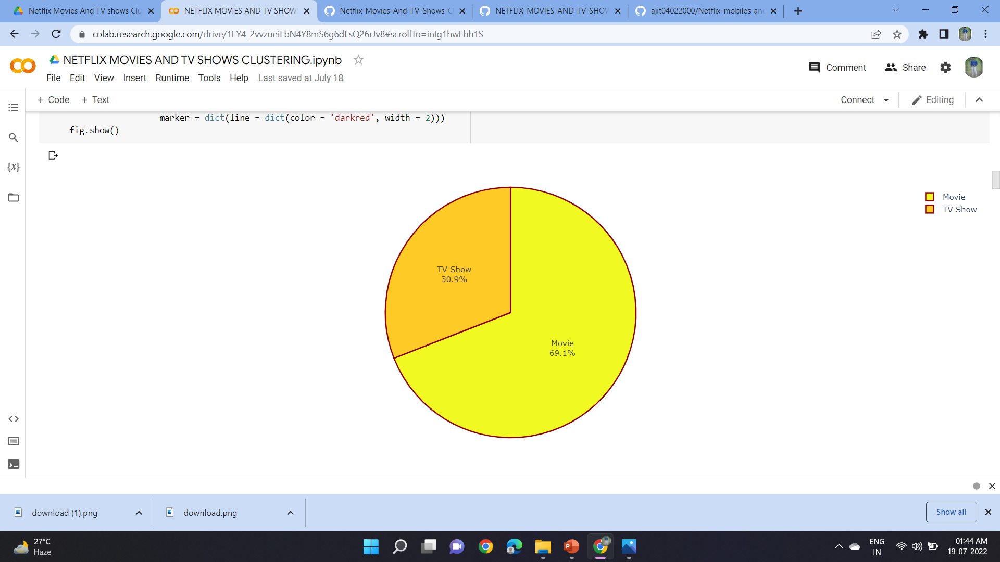 Netflix Movies And TV shows Clu
NETFLIX MOVIES AND TV SHOW
Netflix-Movies-And-TV-Shows-C
NETFLIX-MOVIES-AND-TV-SHOW
ajit04022000/Netflix-mobiles-and
colab.research.google.com/drive/1FY4_2vvzueiLbN4Y8mS6g6dFsQ26rJv8#scrollTo=inIg1hwEhh1S
NETFLIX MOVIES AND TV SHOWS CLUSTERING.ipynb
Comment
Share
File Edit View Insert Runtime Tools Help Last saved at July 18
+ Code + Text
Connect
Editing
marker = dict(line = dict(color = 'darkred', width = 2)))
fig.show()
{x}
Movie
TV Show
TV Show
30.9%
Movie
69.1%
download (1).png
download.png
Show all
27°C
Haze
ENG
IN
01:44 AM
19-07-2022